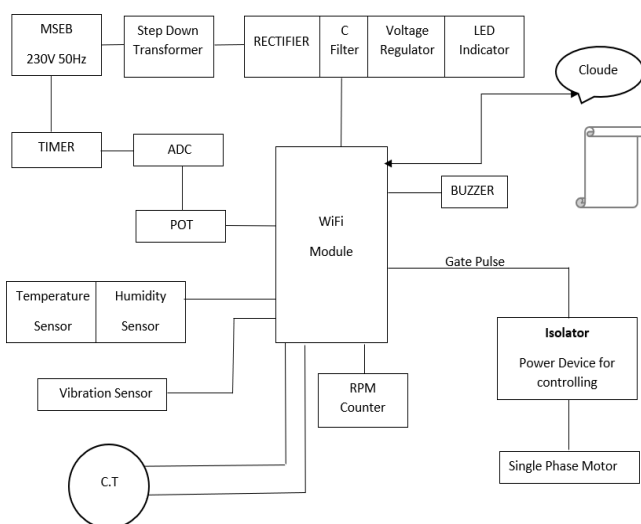 MSEB
230V 50Hz
Step Down
Transformer
RECTIFIER
C
Filter
Voltage
Regulator
LED
Indicator
Cloude
TIMER
ADC
POT
WiFi
Module
BUZZER
Gate Pulse
Temperature
Sensor
Humidity
Sensor
Isolator
Power Device for
controlling
Vibration Sensor
RPM
Counter
C.T
Single Phase Motor